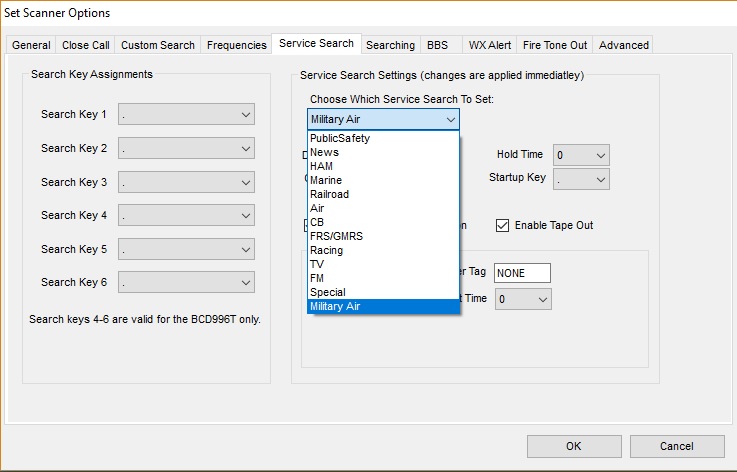 Set Scanner Options
General Close Call Custom Search Frequencies Service Search Searching BBS WX Alert Fire Tone Out Advanced
Search Key Assignments
Search Key 1 .
Search Key 2 .
Search Key 3 .
Search Key 4 .
Search Key 5 .
Search Key 6 .
Search keys 4-6 are valid for the BCD996T only.
Service Search Settings (changes are applied immediatley)
Choose Which Service Search To Set:
Military Air
PublicSafety
News
HAM
Marine
Railroad
Air
CB
FRS/GMRS
Racing
TV
FM
Special
Military Air
Hold Time 0
Startup Key .
Enable Tape Out
Tag NONE
Time 0
OK Cancel